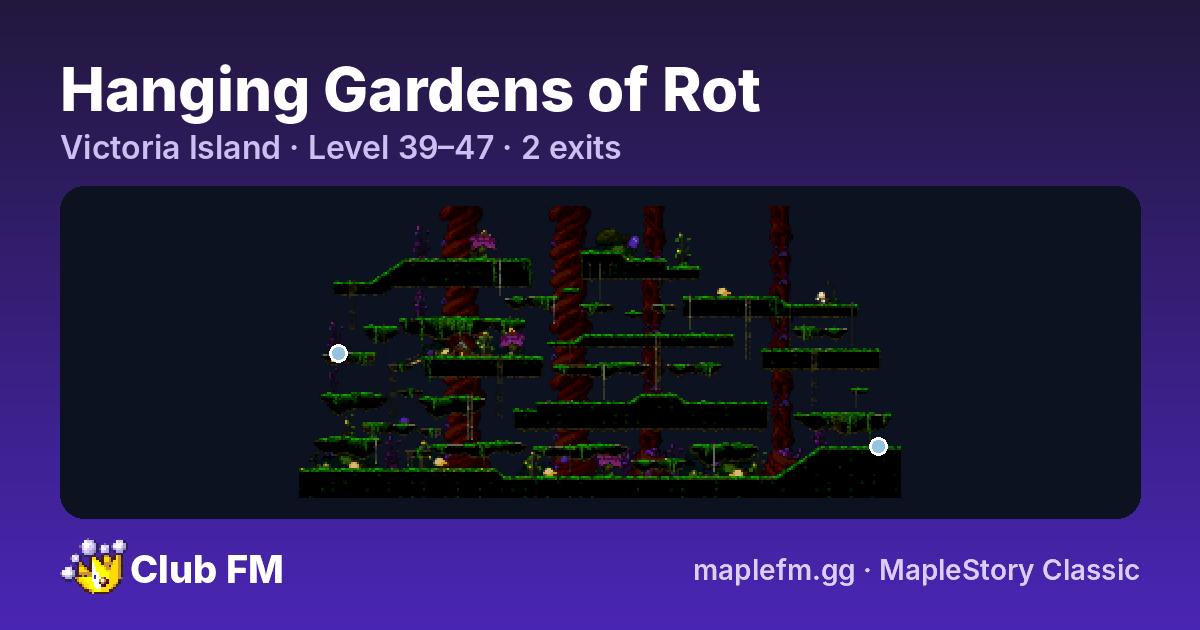 Hanging Gardens of Rot
Victoria Island · Level 39–47 · 2 exits
Club FM
maplefm.gg · MapleStory Classic